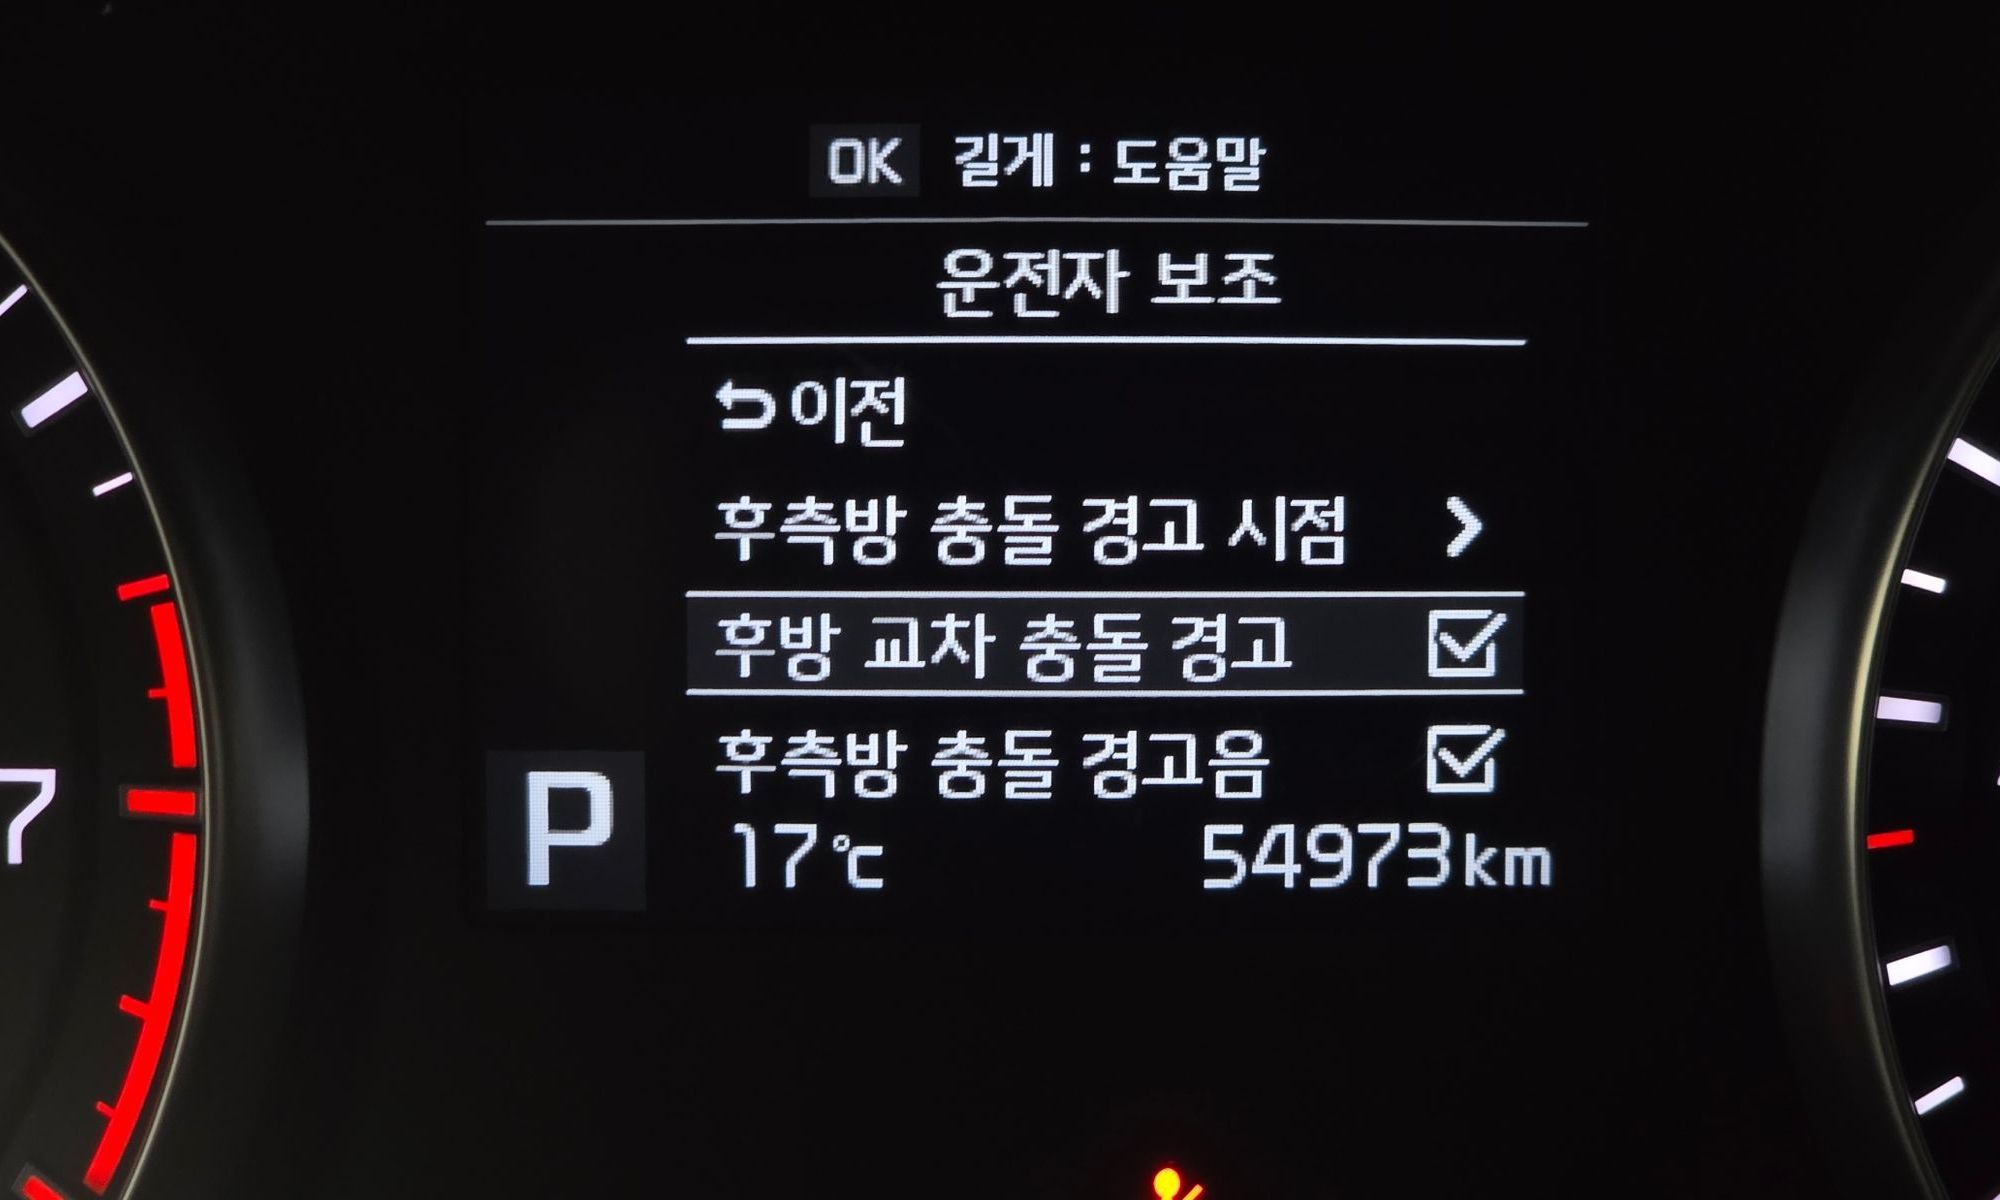 OK 길게 : 도움말
운전자 보조
이전
후측방 충돌 경고 시점
후방 교차 충돌 경고
후측방 충돌 경고음
P
17℃ 54973km
7